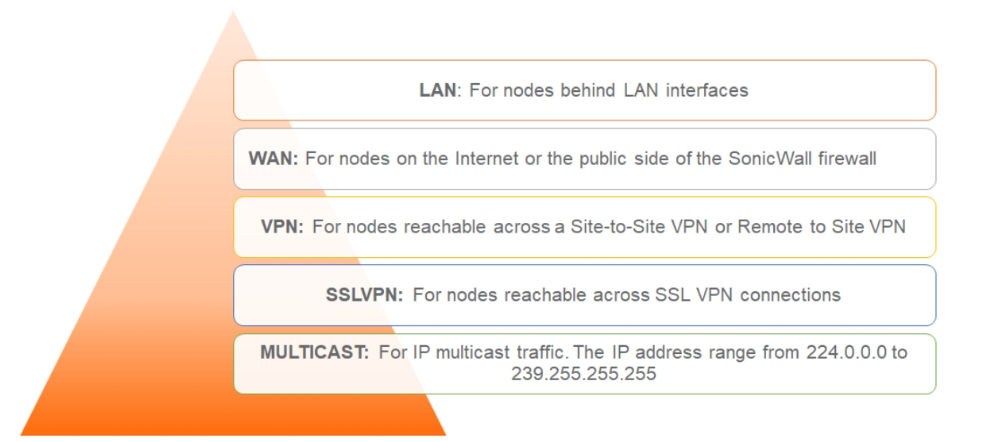 LAN: For nodes behind LAN interfaces
WAN: For nodes on the Internet or the public side of the SonicWall firewall
VPN: For nodes reachable across a Site-to-Site VPN or Remote to Site VPN
SSLVPN: For nodes reachable across SSL VPN connections
MULTICAST: For IP multicast traffic. The IP address range from 224.0.0.0 to
239.255.255.255